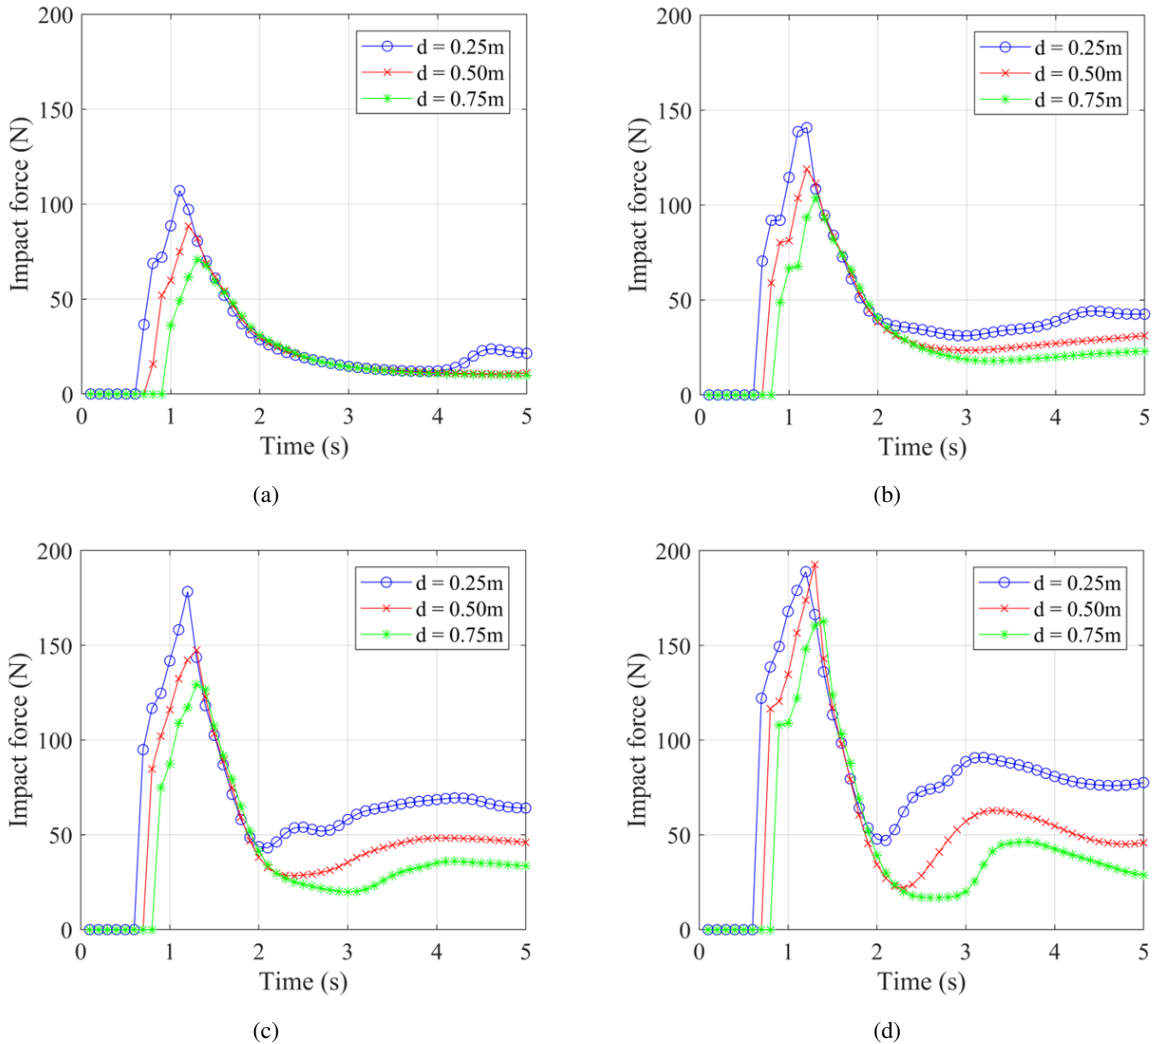 200
150
100
50
0
Impact force (N)
d = 0.25m
d = 0.50m
d = 0.75m
0 1 2 3 4 5
Time (s)
(a)
200
150
100
50
0
Impact force (N)
d = 0.25m
d = 0.50m
d = 0.75m
0 1 2 3 4 5
Time (s)
(b)
200
150
100
50
0
Impact force (N)
d = 0.25m
d = 0.50m
d = 0.75m
0 1 2 3 4 5
Time (s)
(c)
200
150
100
50
0
Impact force (N)
d = 0.25m
d = 0.50m
d = 0.75m
0 1 2 3 4 5
Time (s)
(d)